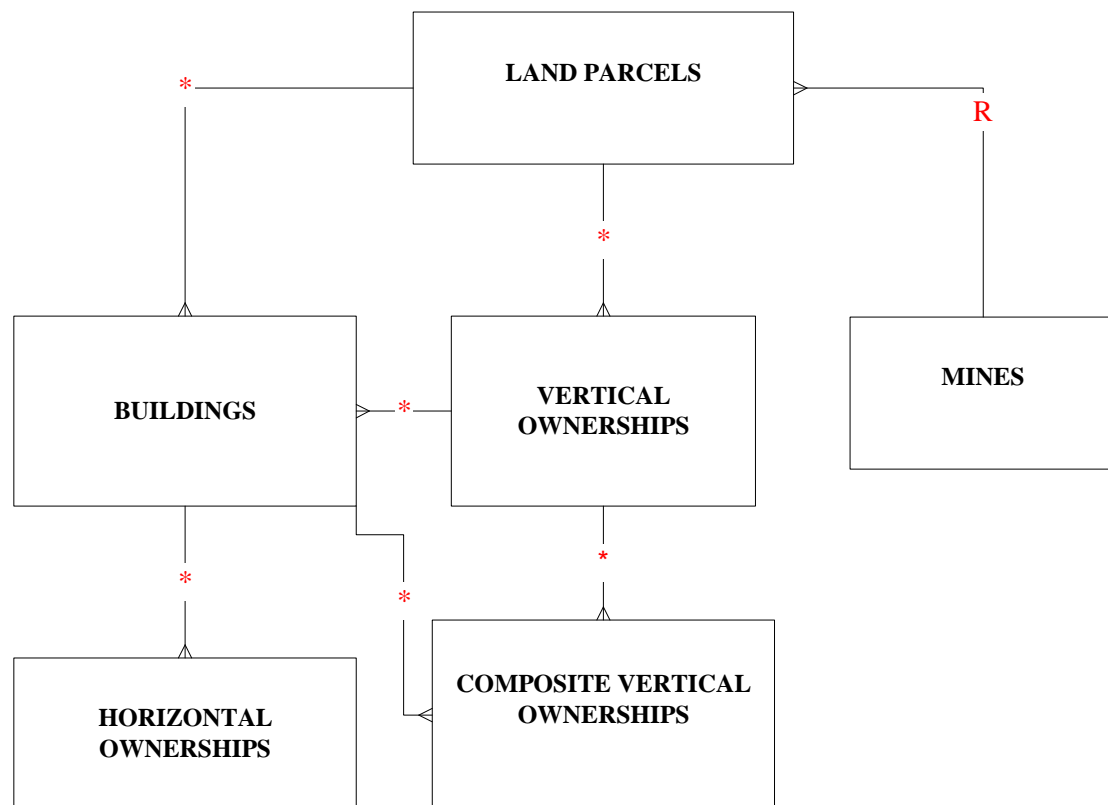 LAND PARCELS
*
R
*
BUILDINGS
*
VERTICAL
OWNERSHIPS
MINES
*
*
*
HORIZONTAL
OWNERSHIPS
COMPOSITE VERTICAL
OWNERSHIPS